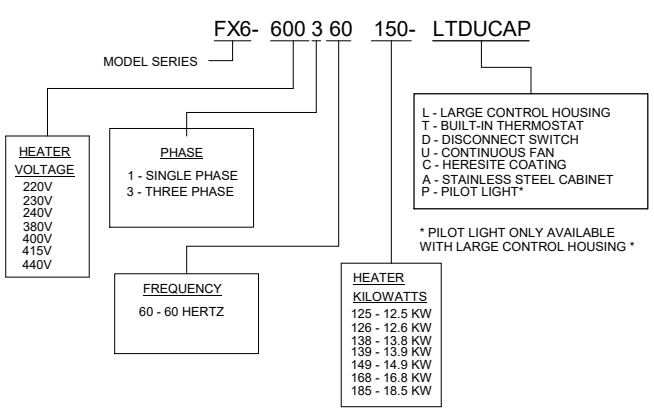 FX6- 600 3 60 150- LTDUCAP
MODEL SERIES
HEATER
VOLTAGE
220V
230V
240V
380V
400V
415V
440V
PHASE
1 - SINGLE PHASE
3 - THREE PHASE
FREQUENCY
60 - 60 HERTZ
HEATER
KILOWATTS
125 - 12.5 KW
126 - 12.6 KW
138 - 13.8 KW
139 - 13.9 KW
149 - 14.9 KW
168 - 16.8 KW
185 - 18.5 KW
L - LARGE CONTROL HOUSING
T - BUILT-IN THERMOSTAT
D - DISCONNECT SWITCH
U - CONTINUOUS FAN
C - HERESITE COATING
A - STAINLESS STEEL CABINET
P - PILOT LIGHT*
* PILOT LIGHT ONLY AVAILABLE
WITH LARGE CONTROL HOUSING *